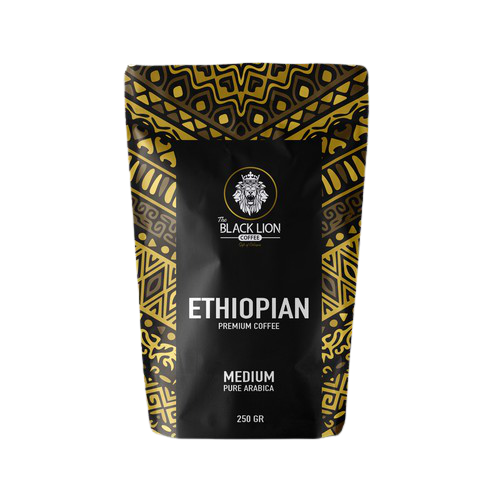 The
BLACK LION
COFFEE
ETHIOPIAN
PREMIUM COFFEE
MEDIUM
PURE ARABICA
250 GR